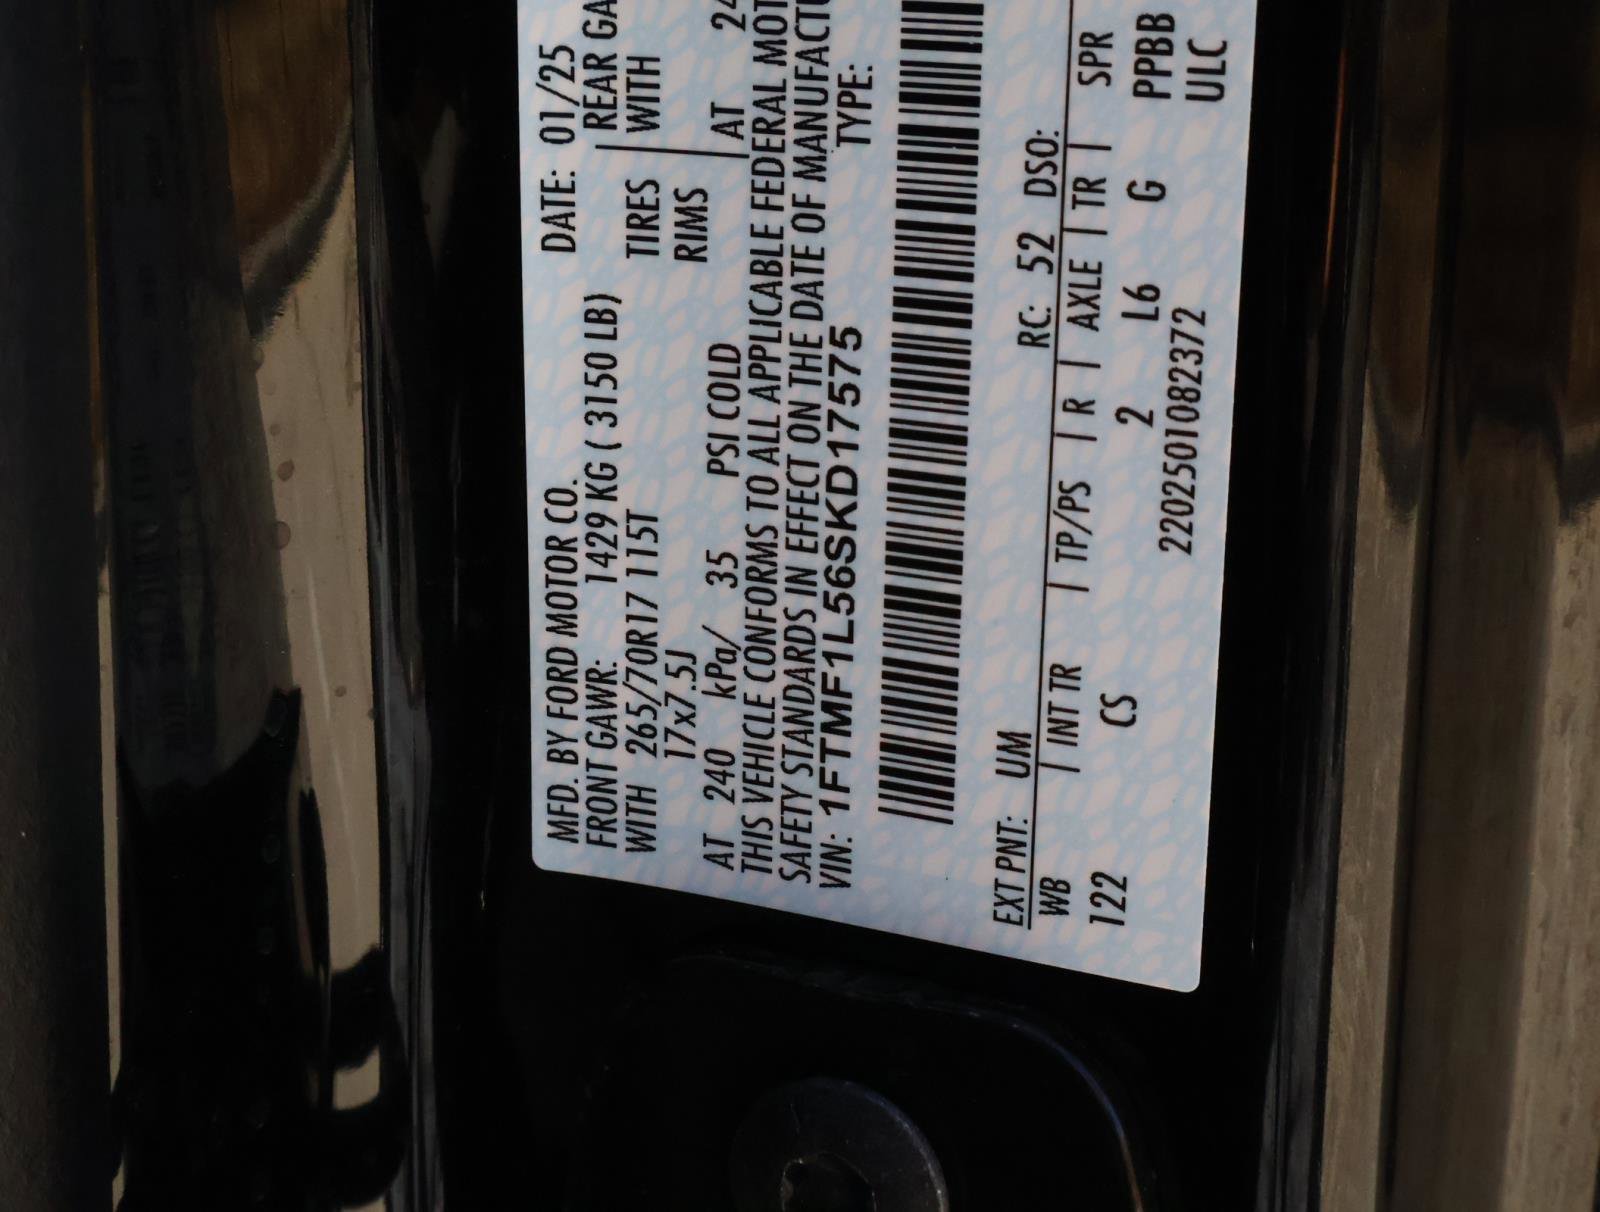 MFD. BY FORD MOTOR CO. DATE: 01/25
FRONT GAWR: 1429 KG ( 3150 LB) REAR GA
WITH 265/70R17 115T TIRES WITH
17x7.5J RIMS
AT 240 kPa/ 35 PSI COLD AT 24
THIS VEHICLE CONFORMS TO ALL APPLICABLE FEDERAL MOT
SAFETY STANDARDS IN EFFECT ON THE DATE OF MANUFACTU
VIN: 1FTMF1L56SKD17575 TYPE:
EXT PNT: UM RC: 52 DSO:
WB | INT TR | TP/PS | R | AXLE | TR | SPR
122 CS 2 L6 G PPBB
2202501082372 ULC